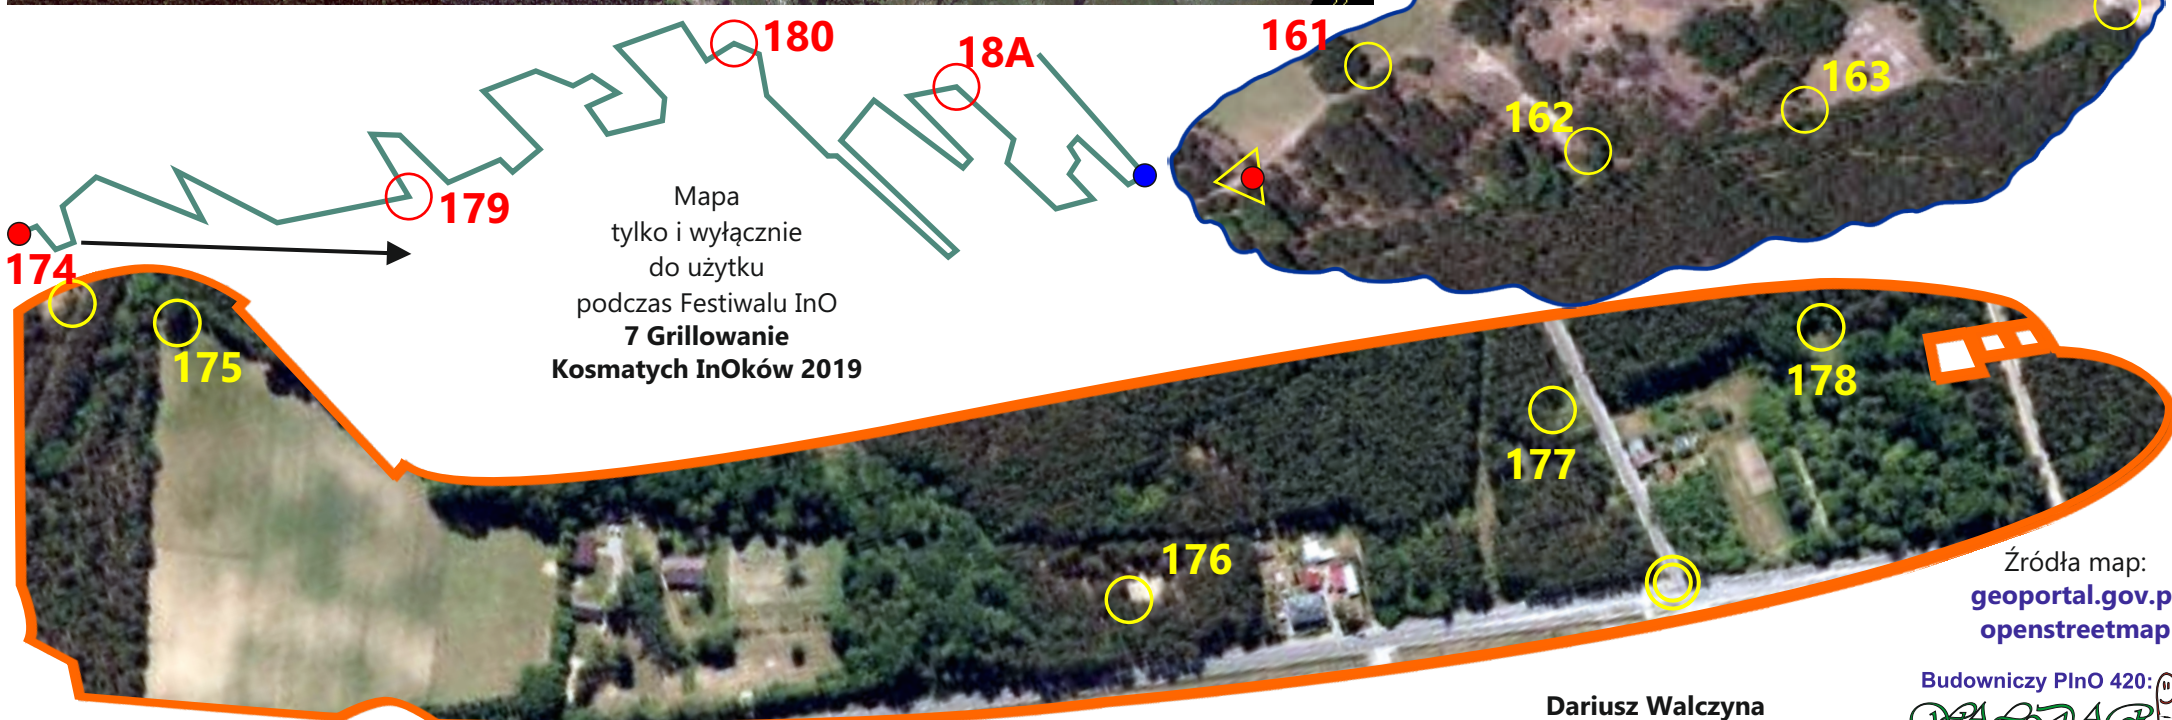 180
18A
161
163
162
179
174
Mapa
tylko i wyłącznie
do użytku
podczas Festiwalu InO
7 Grillowanie
Kosmatych InOków 2019
175
178
177
176
Źródła map:
geoportal.gov.p
openstreetmap
Budowniczy PInO 420:
Dariusz Walczyna